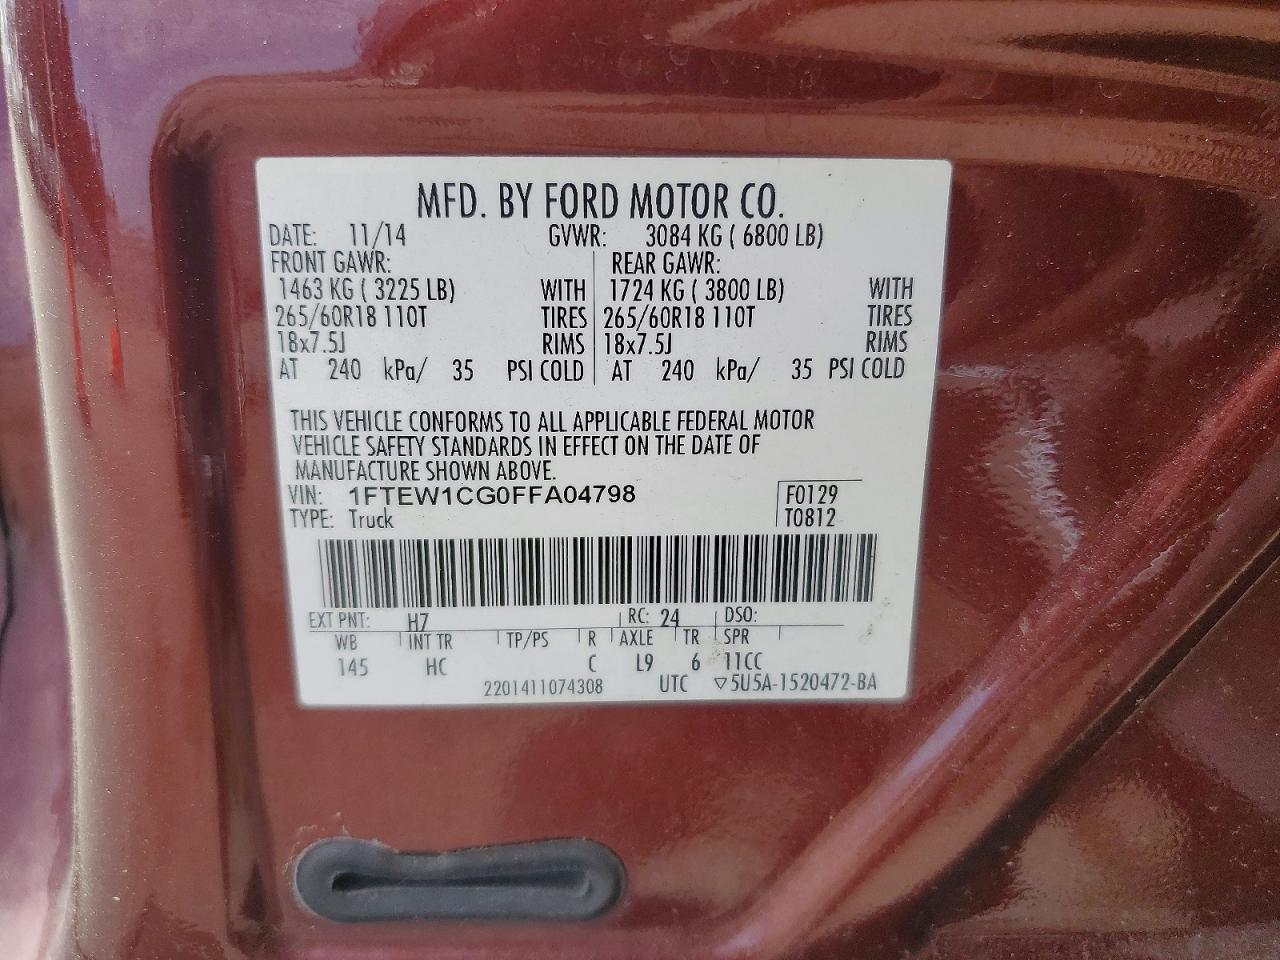 MFD. BY FORD MOTOR CO.
DATE: 11/14 GVWR: 3084 KG ( 6800 LB)
FRONT GAWR: REAR GAWR:
1463 KG ( 3225 LB) WITH 1724 KG ( 3800 LB) WITH
265/60R18 110T TIRES 265/60R18 110T TIRES
18x7.5J RIMS 18x7.5J RIMS
AT 240 kPa/ 35 PSI COLD AT 240 kPa/ 35 PSI COLD
THIS VEHICLE CONFORMS TO ALL APPLICABLE FEDERAL MOTOR
VEHICLE SAFETY STANDARDS IN EFFECT ON THE DATE OF
MANUFACTURE SHOWN ABOVE.
VIN: 1FTEW1CG0FFA04798 F0129
TYPE: Truck T0812
EXT PNT: H7 RC: 24 DSO:
WB INT TR TP/PS R AXLE TR SPR
145 HC C L9 6 11CC
2201411074308 UTC ▽5U5A-1520472-BA